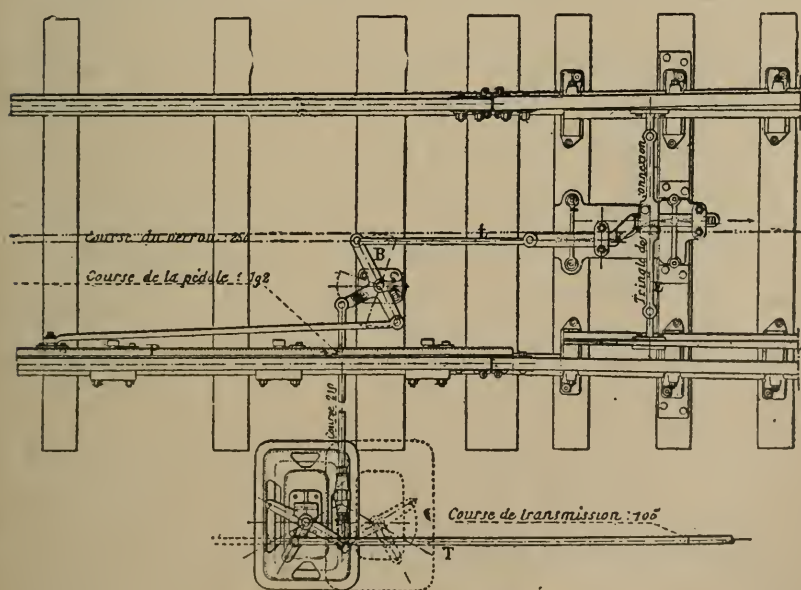 Course du verrou : 250
B
t
Course de la pédale : 192
Tringle de connexion
Course 210
Course de transmission : 105
T